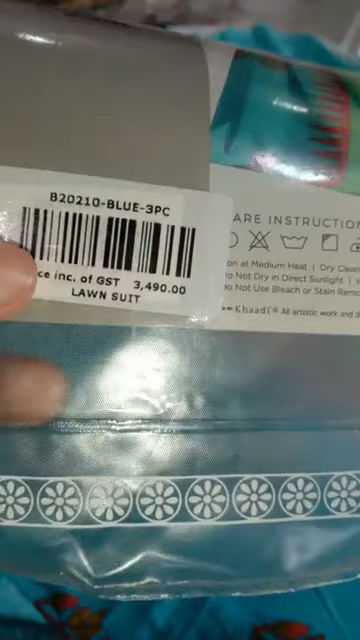 B20210-BLUE-3PC
ce inc. of GST 3,490.00
LAWN SUIT
ARE INSTRUCTION
on at Medium Heat | Dry Clean
o Not Dry in Direct Sunlight |
o Not Use Bleach or Stain Remo
Khaadi® All artistic work and d